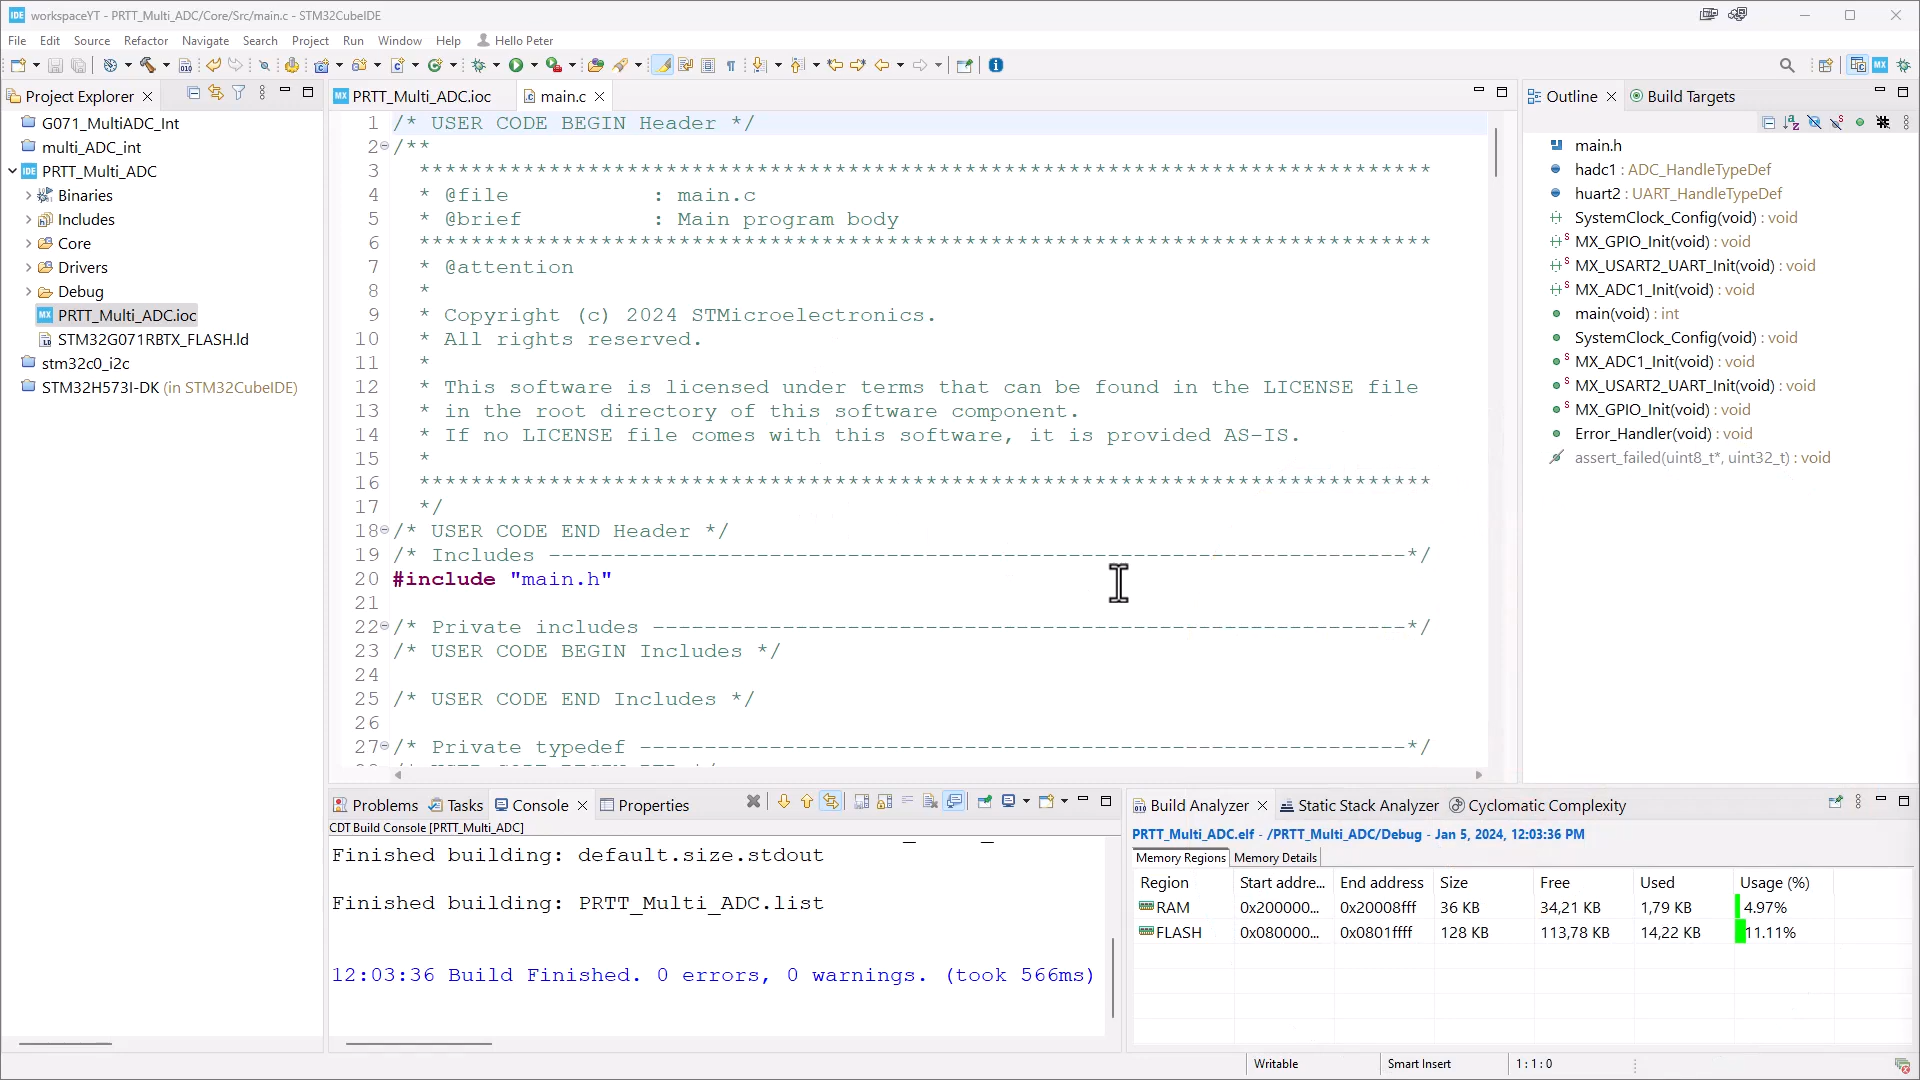 workspaceYT - PRTT_Multi_ADC/Core/Src/main.c - STM32CubeIDE
File Edit Source Refactor Navigate Search Project Run Window Help Hello Peter
Project Explorer
G071_MultiADC_Int
multi_ADC_int
PRTT_Multi_ADC
Binaries
Includes
Core
Drivers
Debug
PRTT_Multi_ADC.ioc
STM32G071RBTX_FLASH.ld
stm32c0_i2c
STM32H573I-DK (in STM32CubeIDE)
PRTT_Multi_ADC.ioc main.c
1 /* USER CODE BEGIN Header */
2 /**
3 ******************************************************************************
4 * @file : main.c
5 * @brief : Main program body
6 ******************************************************************************
7 * @attention
8 *
9 * Copyright (c) 2024 STMicroelectronics.
10 * All rights reserved.
11 *
12 * This software is licensed under terms that can be found in the LICENSE file
13 * in the root directory of this software component.
14 * If no LICENSE file comes with this software, it is provided AS-IS.
15 *
16 ******************************************************************************
17 */
18 /* USER CODE END Header */
19 /* Includes ------------------------------------------------------------------*/
20 #include "main.h"
21
22 /* Private includes ----------------------------------------------------------*/
23 /* USER CODE BEGIN Includes */
24
25 /* USER CODE END Includes */
26
27 /* Private typedef -----------------------------------------------------------*/
Outline Build Targets
main.h
hadc1 : ADC_HandleTypeDef
huart2 : UART_HandleTypeDef
SystemClock_Config(void) : void
MX_GPIO_Init(void) : void
MX_USART2_UART_Init(void) : void
MX_ADC1_Init(void) : void
main(void) : int
SystemClock_Config(void) : void
MX_ADC1_Init(void) : void
MX_USART2_UART_Init(void) : void
MX_GPIO_Init(void) : void
Error_Handler(void) : void
assert_failed(uint8_t*, uint32_t) : void
Problems Tasks Console Properties
CDT Build Console [PRTT_Multi_ADC]
Finished building: default.size.stdout
Finished building: PRTT_Multi_ADC.list
12:03:36 Build Finished. 0 errors, 0 warnings. (took 566ms)
Build Analyzer Static Stack Analyzer Cyclomatic Complexity
PRTT_Multi_ADC.elf - /PRTT_Multi_ADC/Debug - Jan 5, 2024, 12:03:36 PM
Memory Regions Memory Details
Region Start addre... End address Size Free Used Usage (%)
RAM 0x200000... 0x20008fff 36 KB 34,21 KB 1,79 KB 4.97%
FLASH 0x080000... 0x0801ffff 128 KB 113,78 KB 14,22 KB 11.11%
Writable Smart Insert 1 : 1 : 0